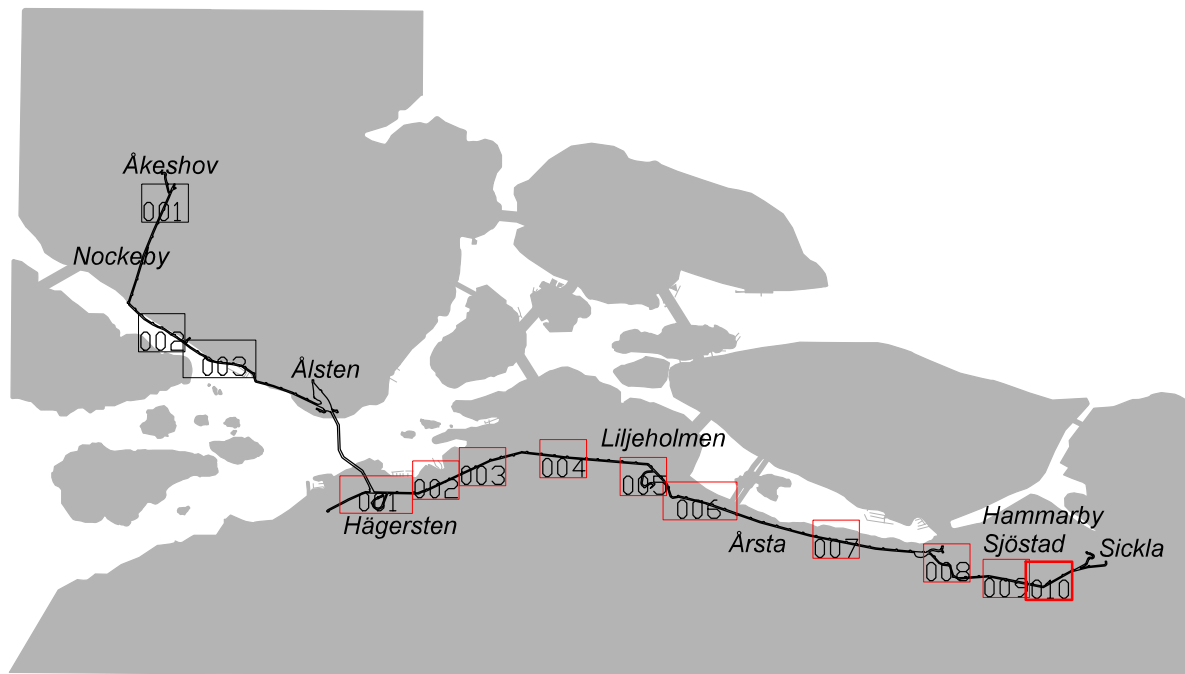 Åkeshov
001
Nockeby
002
003
Ålsten
Liljeholmen
004
003
005
002
001
006
Hägersten
Hammarby
Sjöstad
Årsta
007
Sickla
008
009
010